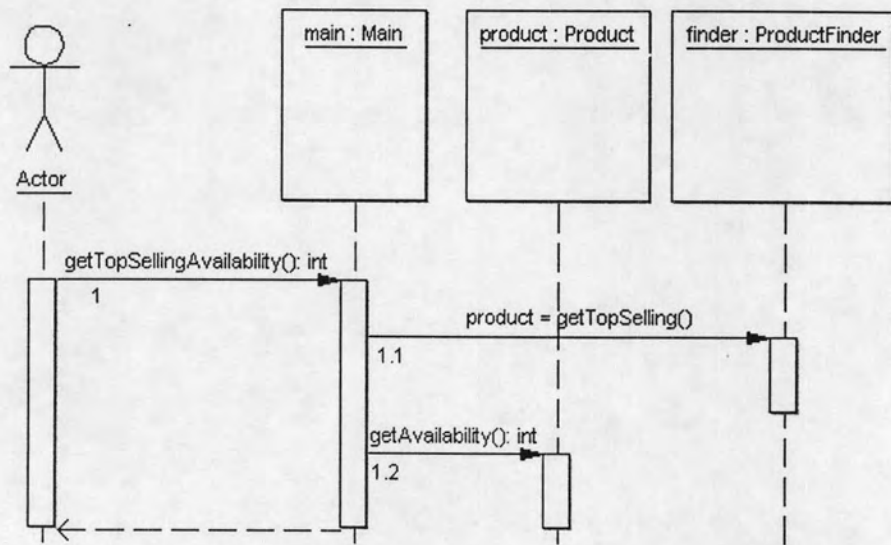 main : Main
product : Product
finder : ProductFinder
Actor
getTopSellingAvailability(): int
1
product = getTopSelling()
1.1
getAvailability(): int
1.2